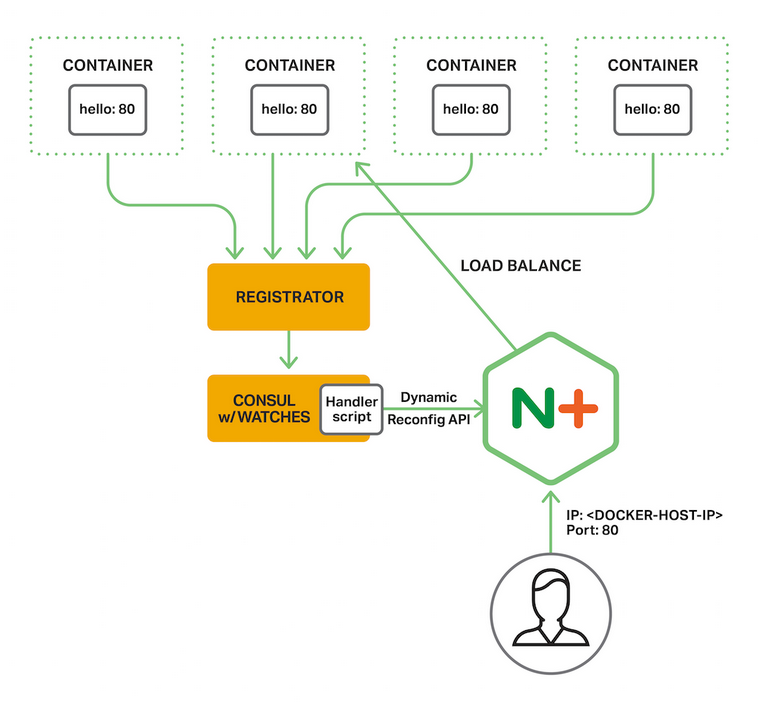 CONTAINER
hello: 80
CONTAINER
hello: 80
CONTAINER
hello: 80
CONTAINER
hello: 80
LOAD BALANCE
REGISTRATOR
CONSUL
w/WATCHES
Handler
script
Dynamic
Reconfig API
N+
IP: <DOCKER-HOST-IP>
Port: 80